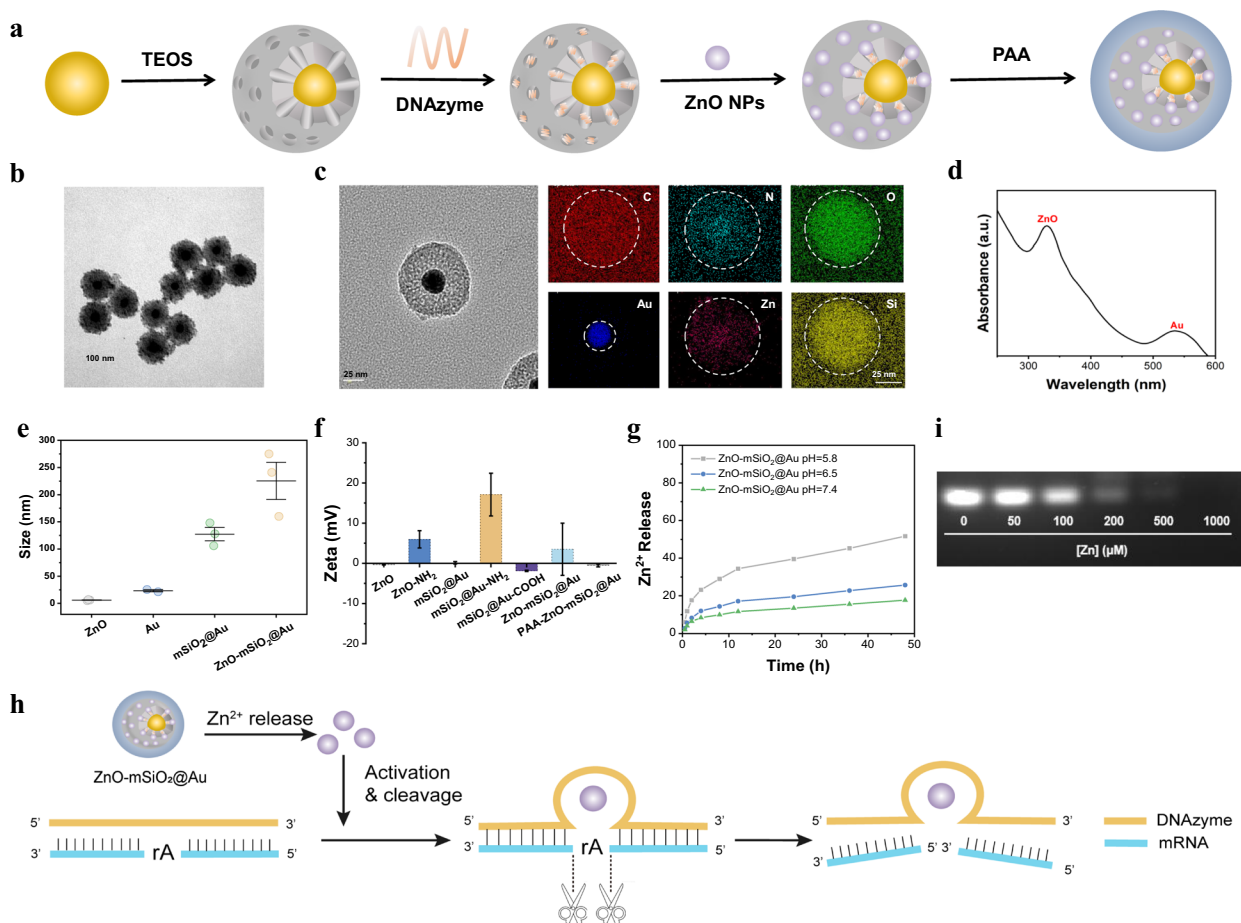 a
TEOS
DNAzyme
ZnO NPs
PAA
b
100 nm
c
25 nm
C
N
O
Au
Zn
Si
25 nm
d
Absorbance (a.u.)
ZnO
Au
300
400
500
600
Wavelength (nm)
e
Size (nm)
300
250
200
150
100
50
0
ZnO
Au
mSiO₂@Au
ZnO-mSiO₂@Au
f
Zeta (mV)
30
20
10
0
-10
-20
ZnO
ZnO-NH₂
mSiO₂@Au
mSiO₂@Au-NH₂
mSiO₂@Au-COOH
ZnO-mSiO₂@Au
PAA-ZnO-mSiO₂@Au
g
Zn²⁺ Release
100
80
60
40
20
0
ZnO-mSiO₂@Au pH=5.8
ZnO-mSiO₂@Au pH=6.5
ZnO-mSiO₂@Au pH=7.4
0
10
20
30
40
50
Time (h)
i
0 50 100 200 500 1000
[Zn] (μM)
h
ZnO-mSiO₂@Au
Zn²⁺ release
Activation
& cleavage
5’ 3’
3’ rA 5’
5’ 3’
3’ rA 5’
5’ 3’
3’ 5’ 3’ 5’
DNAzyme
mRNA